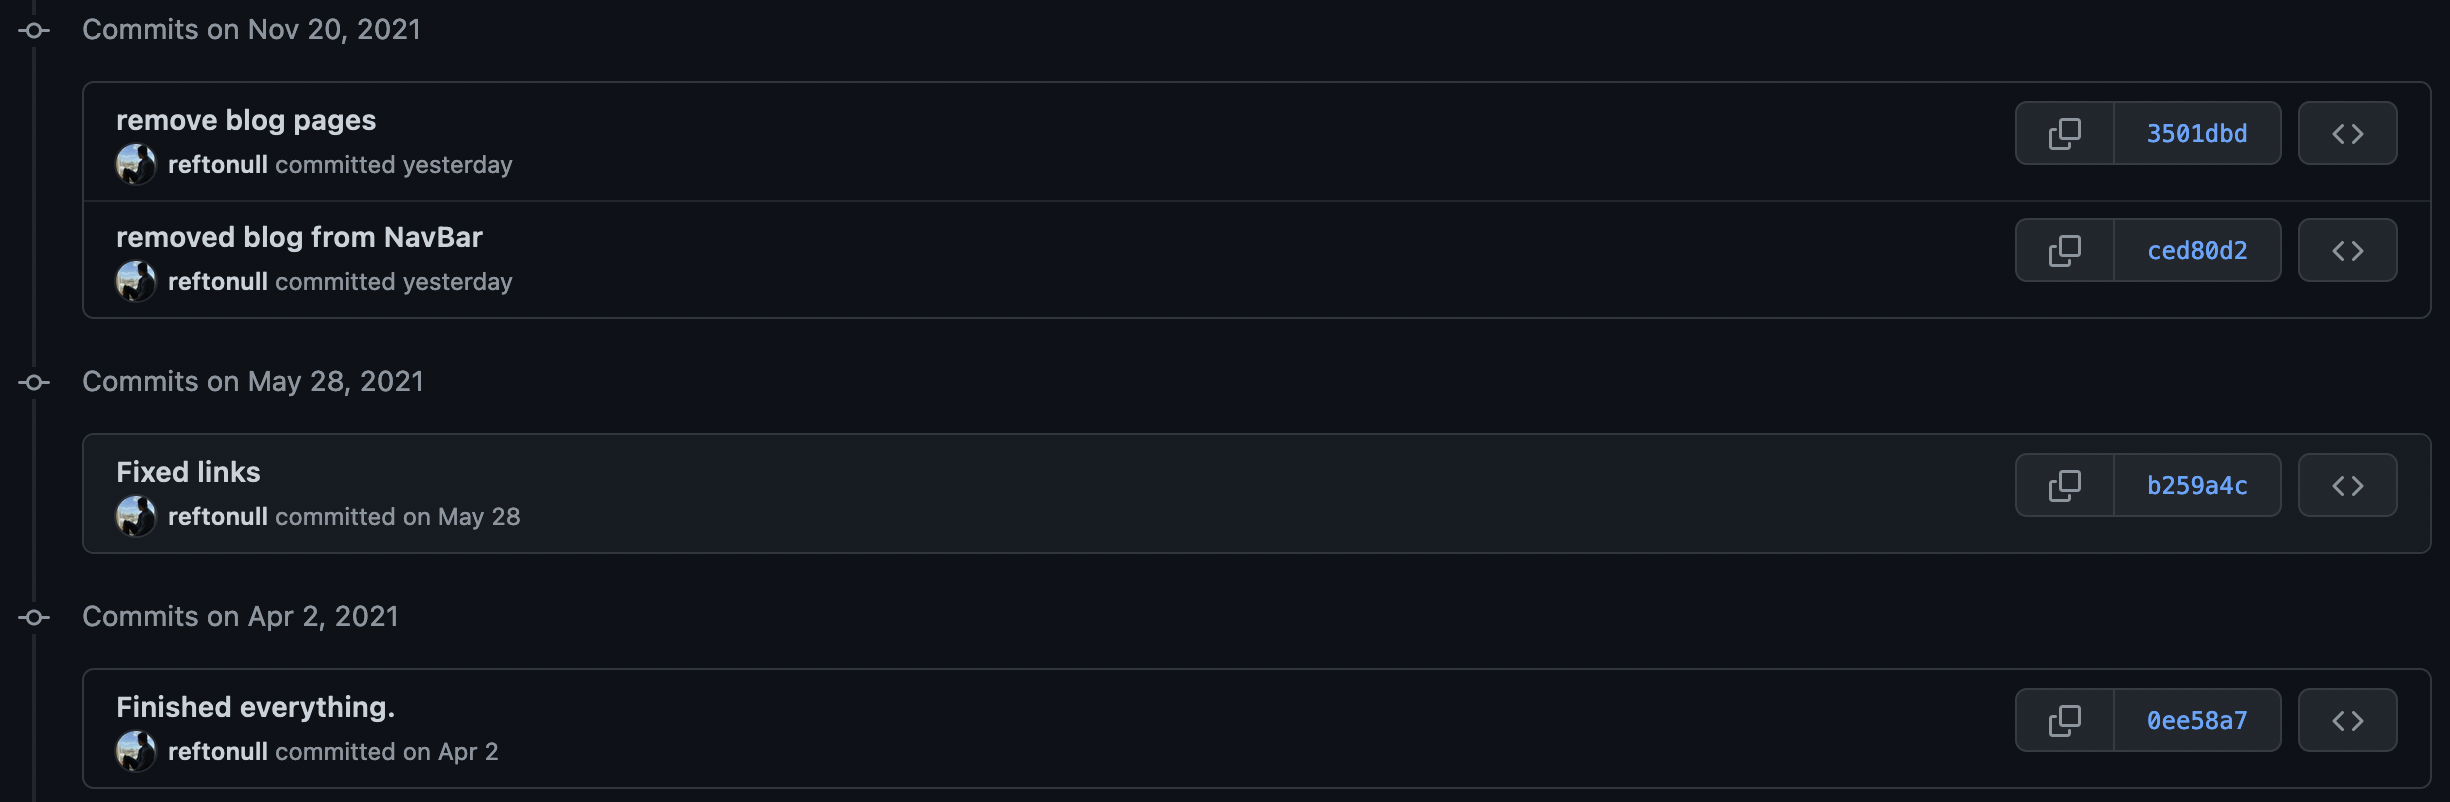 Commits on Nov 20, 2021
remove blog pages
3501dbd
reftonull committed yesterday
removed blog from NavBar
ced80d2
reftonull committed yesterday
Commits on May 28, 2021
Fixed links
b259a4c
reftonull committed on May 28
Commits on Apr 2, 2021
Finished everything.
0ee58a7
reftonull committed on Apr 2